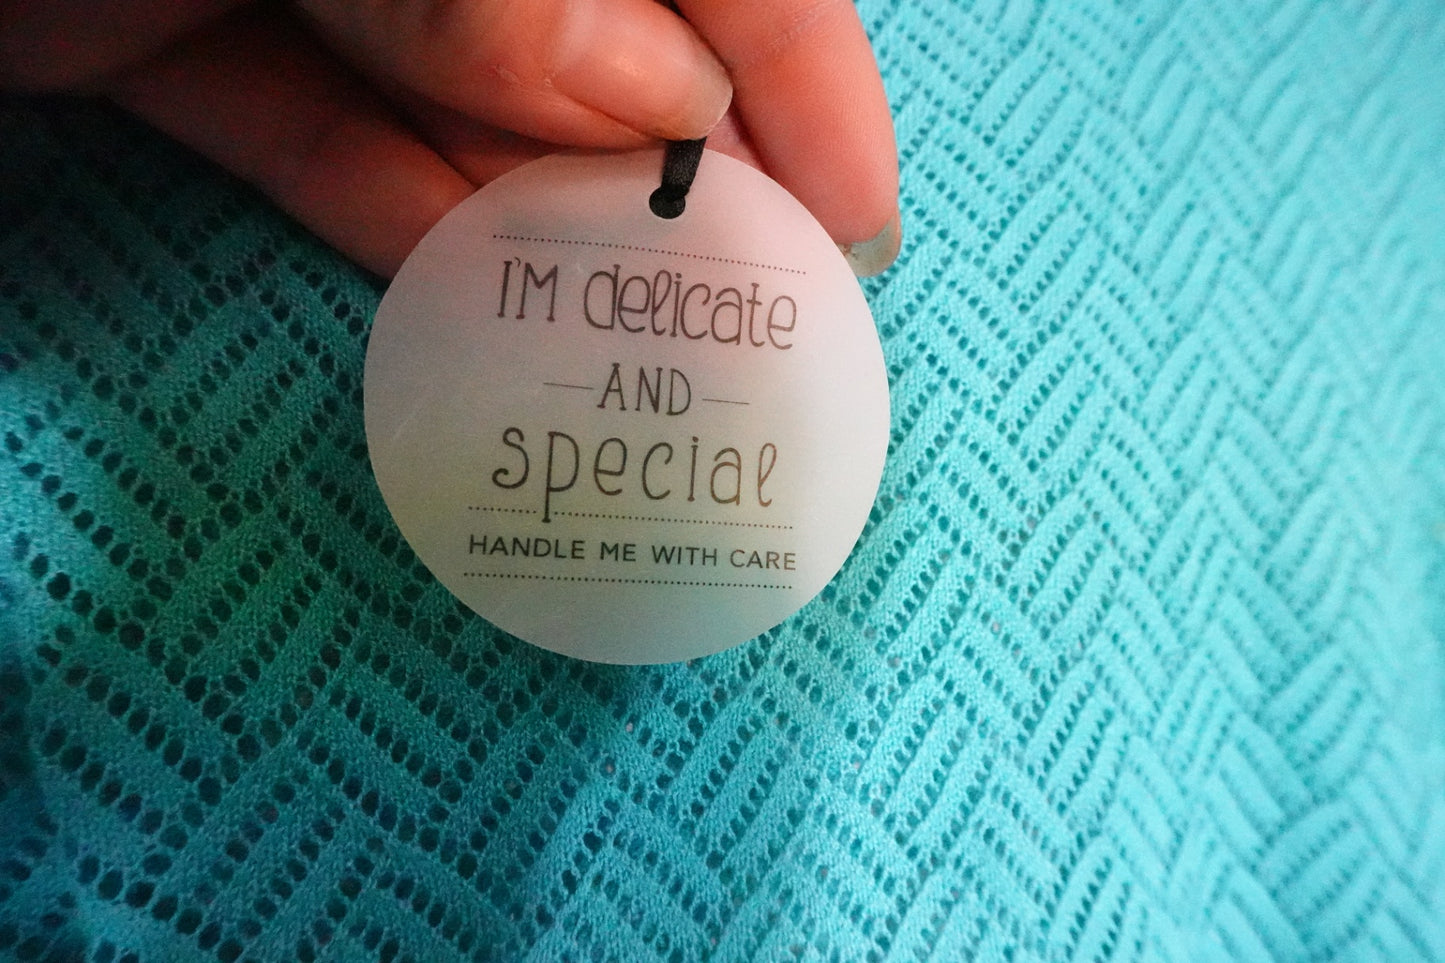 I'M delicate
AND
special
HANDLE ME WITH CARE